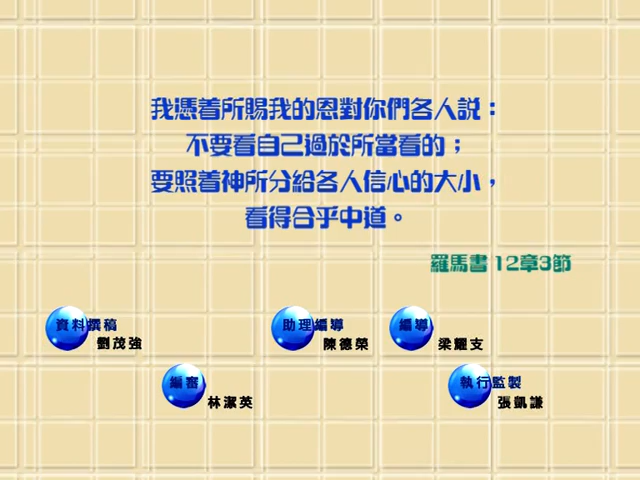 我憑着所賜我的恩對你們各人説：
不要看自己過於所當看的；
要照着神所分給各人信心的大小，
看得合乎中道。
羅馬書 12章3節
資料撰稿
劉茂強
助理編導
陳德榮
編導
梁耀支
編審
林潔英
執行監製
張凱謙